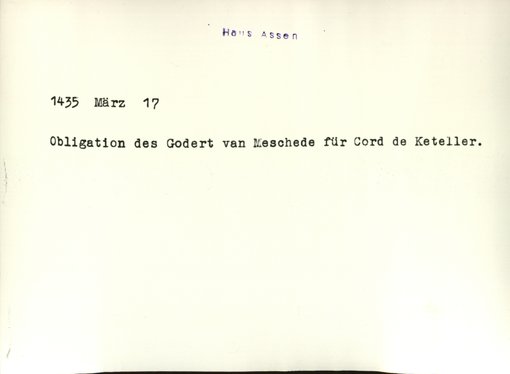 Haus Assen
1435 März 17
Obligation des Godert van Meschede für Cord de Keteller.